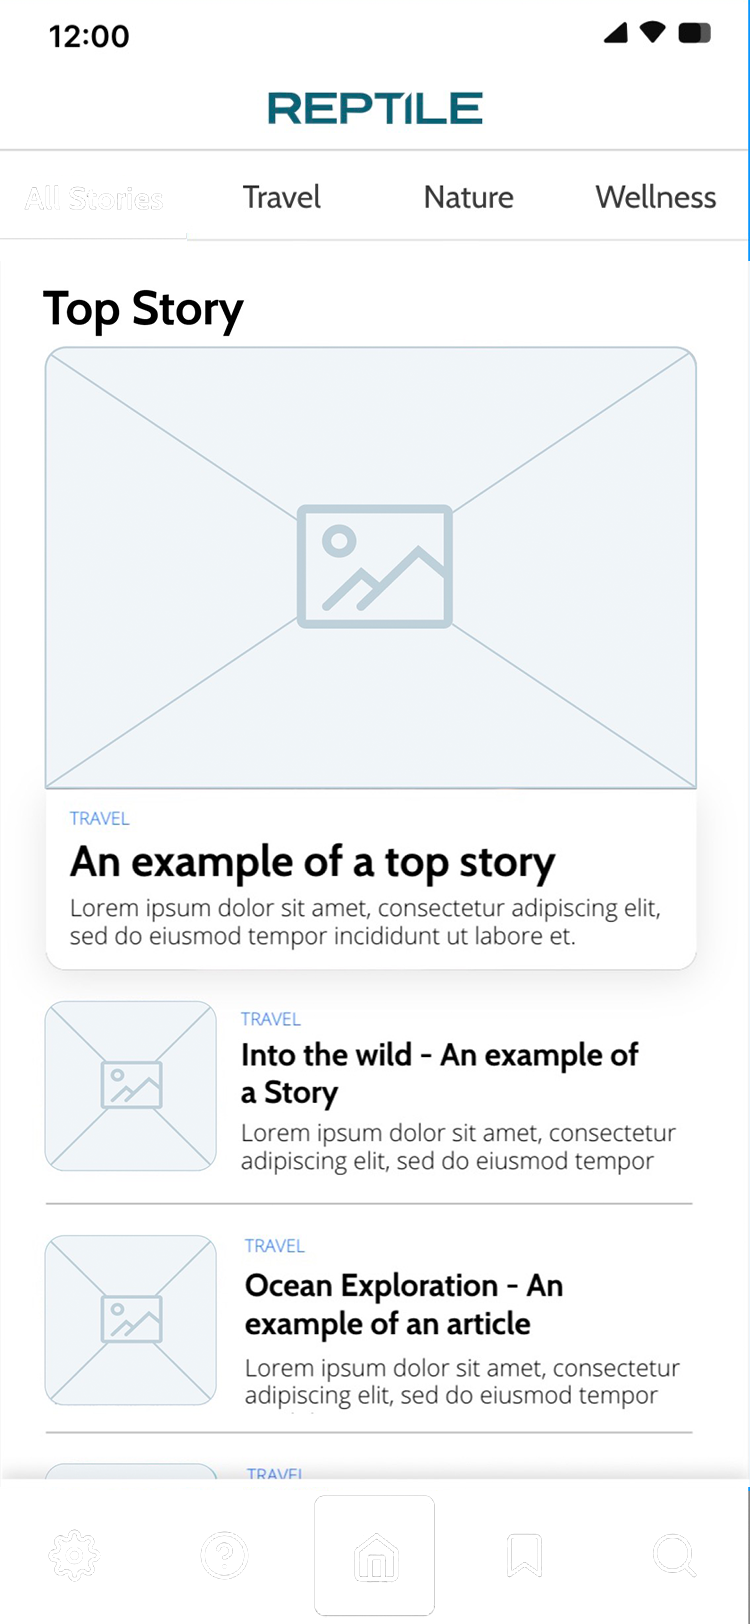 12:00
REPTILE
All Stories Travel Nature Wellness
Top Story
TRAVEL
An example of a top story
Lorem ipsum dolor sit amet, consectetur adipiscing elit,
sed do eiusmod tempor incididunt ut labore et.
TRAVEL
Into the wild - An example of
a Story
Lorem ipsum dolor sit amet, consectetur
adipiscing elit, sed do eiusmod tempor
TRAVEL
Ocean Exploration - An
example of an article
Lorem ipsum dolor sit amet, consectetur
adipiscing elit, sed do eiusmod tempor
TRAVEL